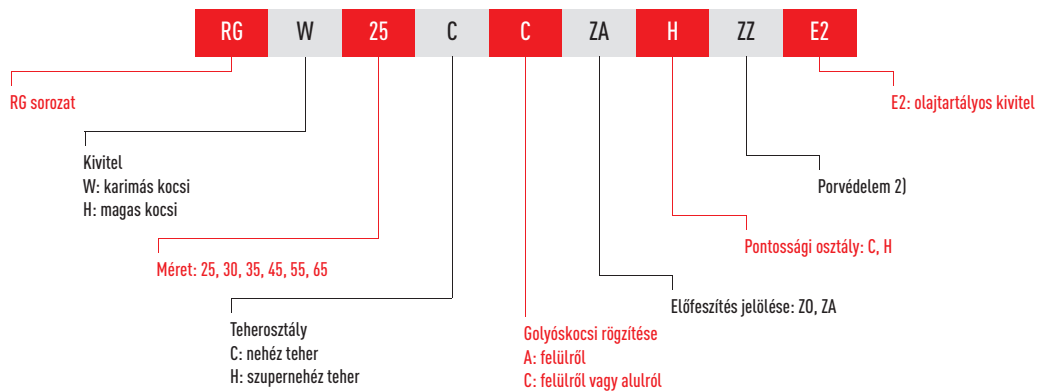 RG W 25 C C ZA H ZZ E2
RG sorozat
E2: olajtartályos kivitel
Kivitel
W: karimás kocsi
H: magas kocsi
Porvédelem 2)
Pontossági osztály: C, H
Méret: 25, 30, 35, 45, 55, 65
Előfeszítés jelölése: ZO, ZA
Teherosztály
C: nehéz teher
H: szupernehéz teher
Golyóskocsi rögzítése
A: felülről
C: felülről vagy alulról